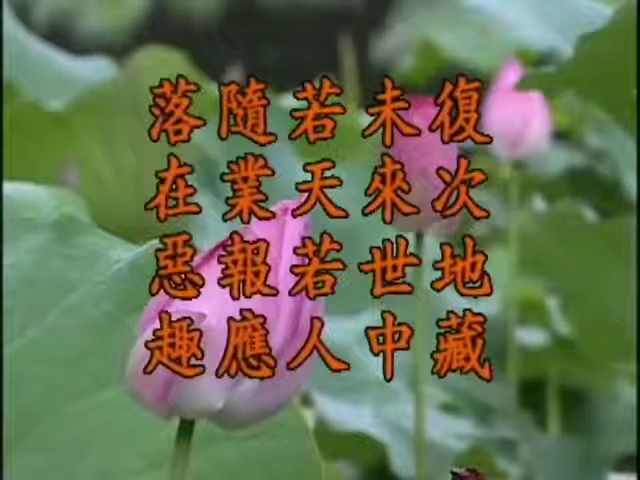 復次地藏
未來世中
若天若人
隨業報應
落在惡趣